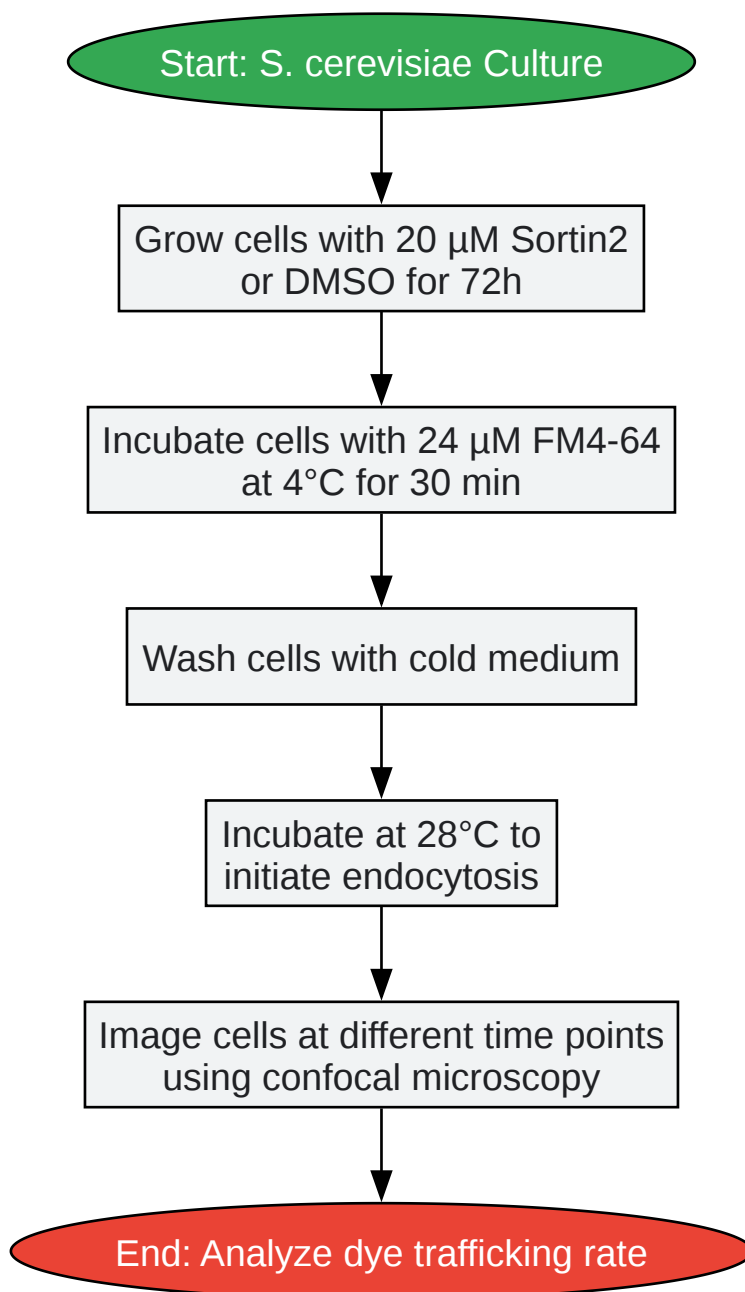 Start: S. cerevisiae Culture
Grow cells with 20 µM Sortin2
or DMSO for 72h
Incubate cells with 24 µM FM4-64
at 4°C for 30 min
Wash cells with cold medium
Incubate at 28°C to
initiate endocytosis
Image cells at different time points
using confocal microscopy
End: Analyze dye trafficking rate